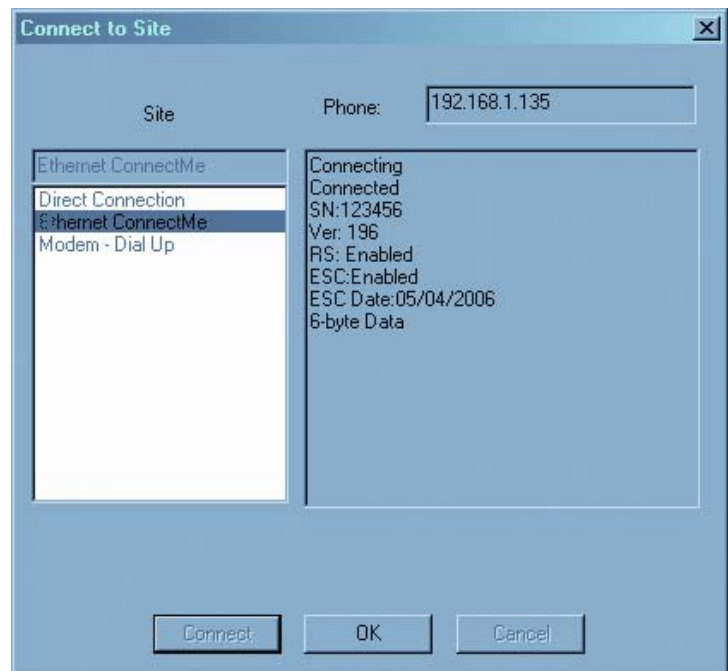 Connect to Site
Site
Phone:
192.168.1.135
Ethernet ConnectMe
Direct Connection
Ethernet ConnectMe
Modem - Dial Up
Connecting
Connected
SN:123456
Ver: 196
RS: Enabled
ESC:Enabled
ESC Date:05/04/2006
6-byte Data
Connect
OK
Cancel